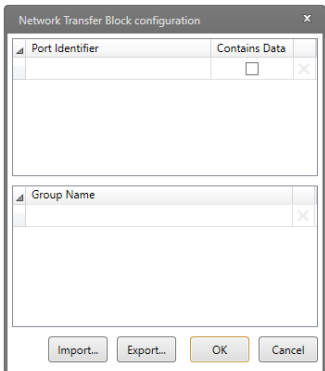 Network Transfer Block configuration
Port Identifier Contains Data
Group Name
Import... Export... OK Cancel